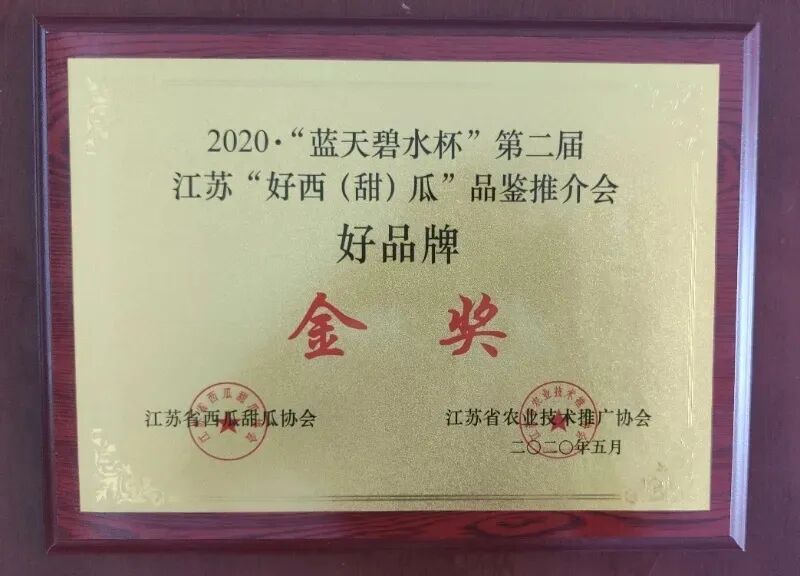 2020·“蓝天碧水杯”第二届
江苏“好西（甜）瓜”品鉴推介会
好品牌
金奖
江苏省西瓜甜瓜协会
江苏省农业技术推广协会
二〇二〇年五月